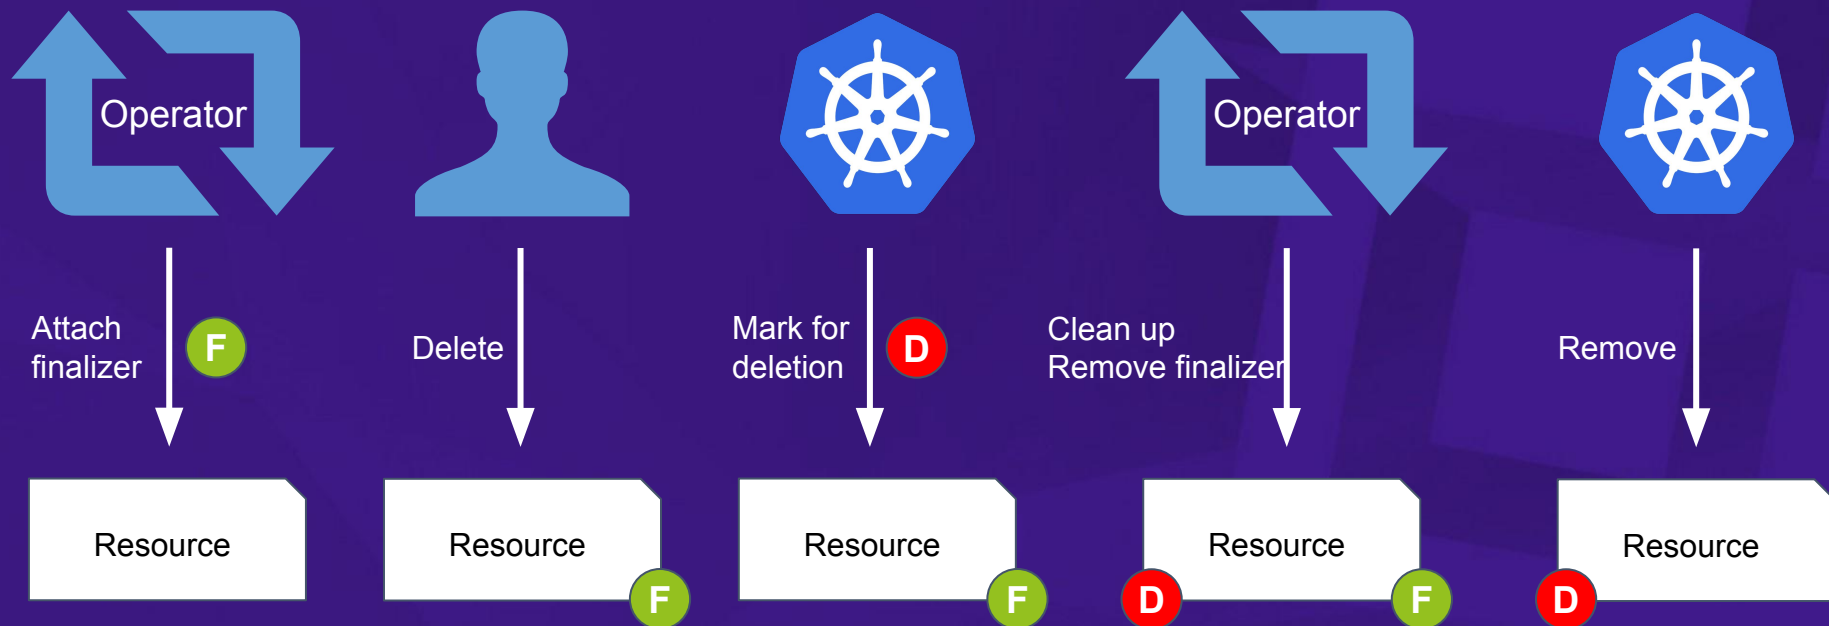 Operator
Operator
Attach
finalizer
F
Delete
Mark for
deletion
D
Clean up
Remove finalizer
Remove
Resource
Resource
F
Resource
F
Resource
D
F
Resource
D